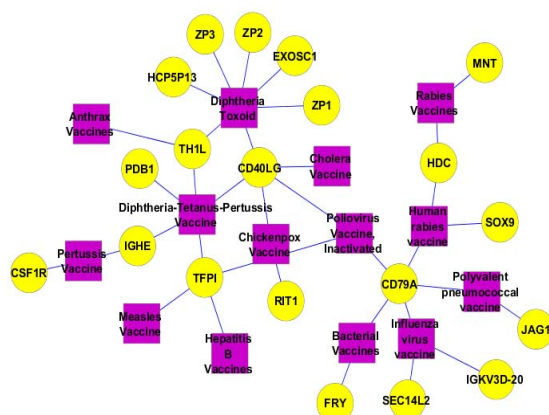 ZP3
ZP2
EXOSC1
MNT
HCP5P13
Diphtheria
Toxoid
ZP1
Rabies
Vaccines
Anthrax
Vaccines
TH1L
CD40LG
Cholera
Vaccine
HDC
PDB1
Diphtheria-Tetanus-Pertussis
Vaccine
Chickenpox
Vaccine
Poliovirus
Vaccine,
Inactivated
Human
rabies
vaccine
SOX9
IGHE
Pertussis
Vaccine
CSF1R
TFPI
CD79A
Polyvalent
pneumococcal
vaccine
RIT1
Measles
Vaccine
Hepatitis
B
Vaccines
Bacterial
Vaccines
Influenza
virus
vaccine
JAG1
IGKV3D-20
FRY
SEC14L2